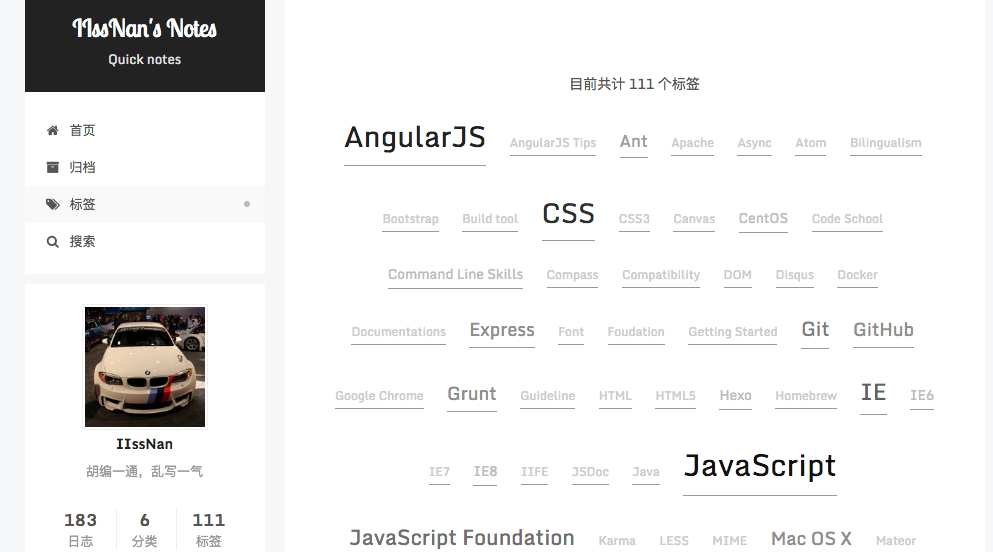 IIssNan's Notes
Quick notes
首页
归档
标签
搜索
IIssNan
胡编一通，乱写一气
183 6 111
日志 分类 标签
目前共计 111 个标签
AngularJS AngularJS Tips Ant Apache Async Atom Bilingualism
Bootstrap Build tool CSS CSS3 Canvas CentOS Code School
Command Line Skills Compass Compatibility DOM Disqus Docker
Documentations Express Font Foudation Getting Started Git GitHub
Google Chrome Grunt Guideline HTML HTML5 Hexo Homebrew IE IE6
IE7 IE8 IIFE JSDoc Java JavaScript
JavaScript Foundation Karma LESS MIME Mac OS X Mateor